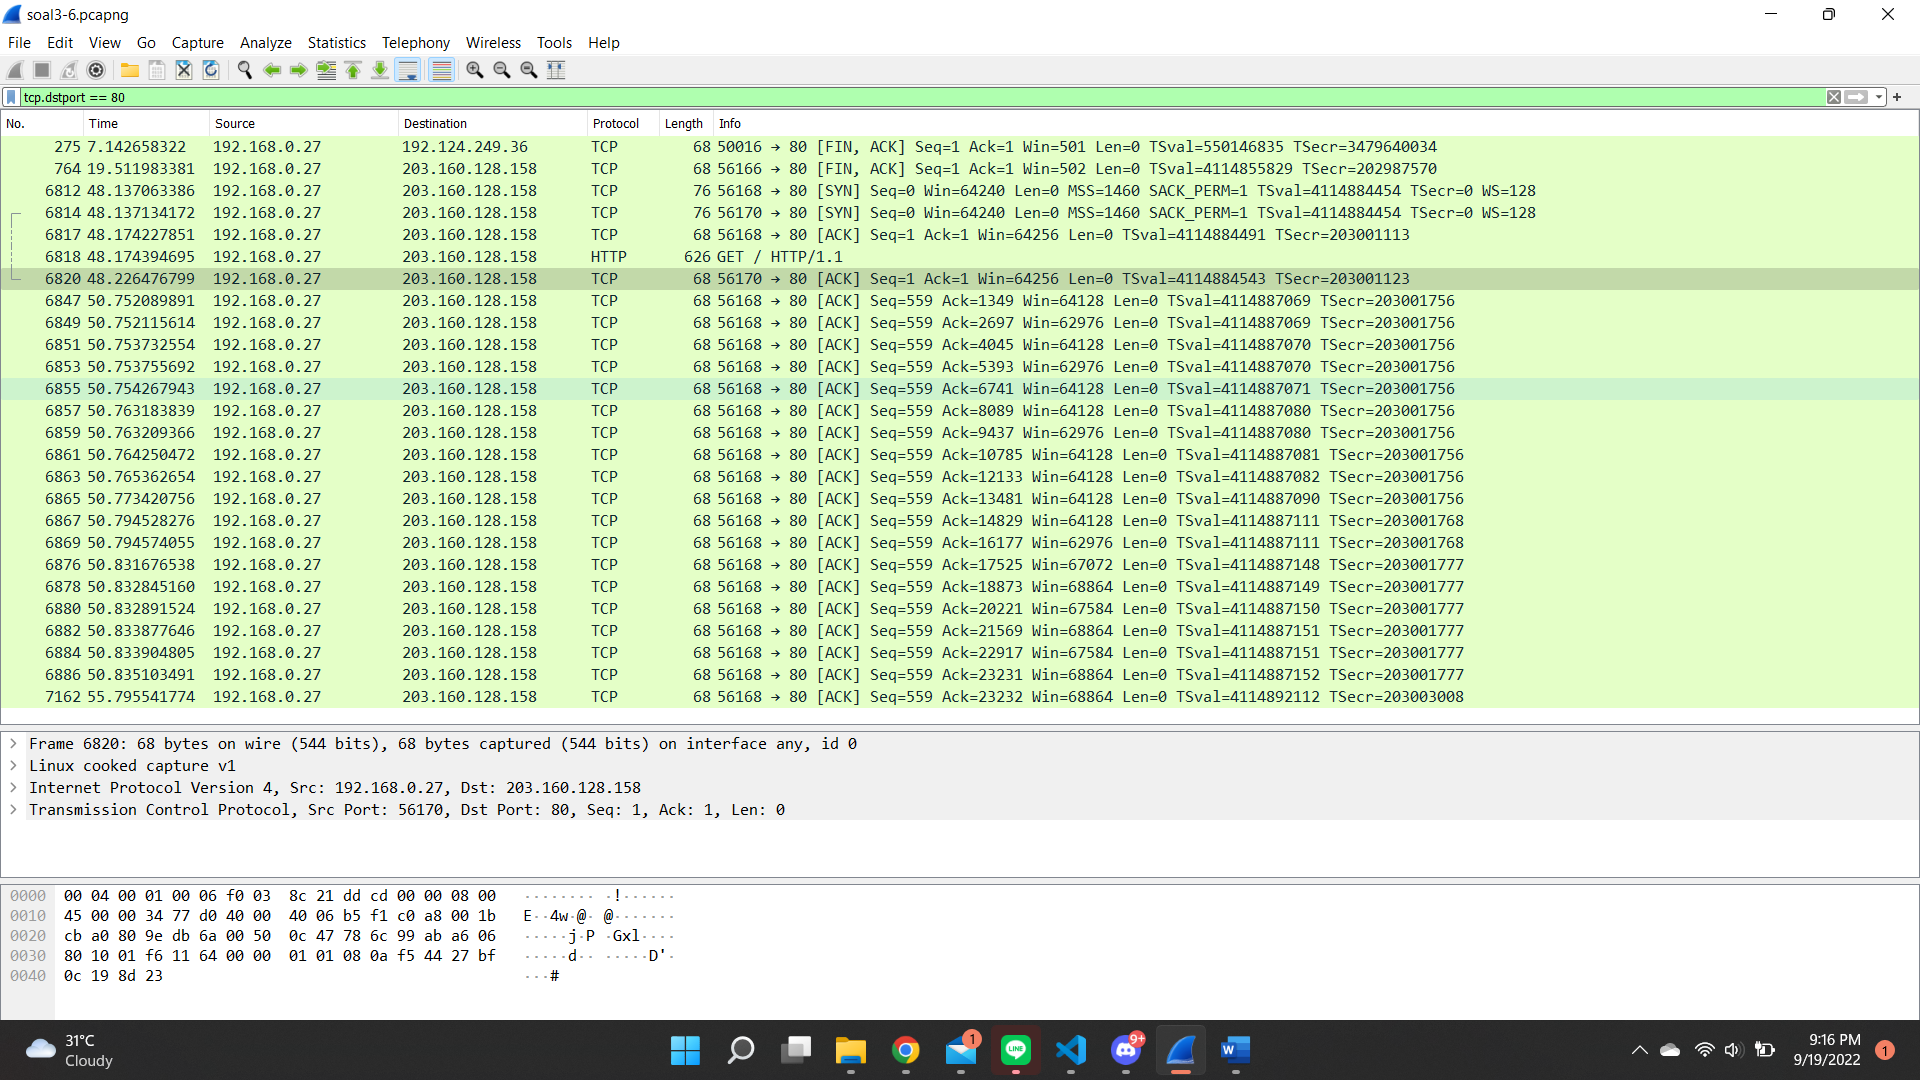 soal3-6.pcapng
File Edit View Go Capture Analyze Statistics Telephony Wireless Tools Help
tcp.dstport == 80
No. Time Source Destination Protocol Length Info
275 7.142658322 192.168.0.27 192.124.249.36 TCP 68 50016 → 80 [FIN, ACK] Seq=1 Ack=1 Win=501 Len=0 TSval=550146835 TSecr=3479640034
764 19.511983381 192.168.0.27 203.160.128.158 TCP 68 56166 → 80 [FIN, ACK] Seq=1 Ack=1 Win=502 Len=0 TSval=4114855829 TSecr=202987570
6812 48.137063386 192.168.0.27 203.160.128.158 TCP 76 56168 → 80 [SYN] Seq=0 Win=64240 Len=0 MSS=1460 SACK_PERM=1 TSval=4114884454 TSecr=0 WS=128
6814 48.137134172 192.168.0.27 203.160.128.158 TCP 76 56170 → 80 [SYN] Seq=0 Win=64240 Len=0 MSS=1460 SACK_PERM=1 TSval=4114884454 TSecr=0 WS=128
6817 48.174227851 192.168.0.27 203.160.128.158 TCP 68 56168 → 80 [ACK] Seq=1 Ack=1 Win=64256 Len=0 TSval=4114884491 TSecr=203001113
6818 48.174394695 192.168.0.27 203.160.128.158 HTTP 626 GET / HTTP/1.1
6820 48.226476799 192.168.0.27 203.160.128.158 TCP 68 56170 → 80 [ACK] Seq=1 Ack=1 Win=64256 Len=0 TSval=4114884543 TSecr=203001123
6847 50.752089891 192.168.0.27 203.160.128.158 TCP 68 56168 → 80 [ACK] Seq=559 Ack=1349 Win=64128 Len=0 TSval=4114887069 TSecr=203001756
6849 50.752115614 192.168.0.27 203.160.128.158 TCP 68 56168 → 80 [ACK] Seq=559 Ack=2697 Win=62976 Len=0 TSval=4114887069 TSecr=203001756
6851 50.753732554 192.168.0.27 203.160.128.158 TCP 68 56168 → 80 [ACK] Seq=559 Ack=4045 Win=64128 Len=0 TSval=4114887070 TSecr=203001756
6853 50.753755692 192.168.0.27 203.160.128.158 TCP 68 56168 → 80 [ACK] Seq=559 Ack=5393 Win=62976 Len=0 TSval=4114887070 TSecr=203001756
6855 50.754267943 192.168.0.27 203.160.128.158 TCP 68 56168 → 80 [ACK] Seq=559 Ack=6741 Win=64128 Len=0 TSval=4114887071 TSecr=203001756
6857 50.763183839 192.168.0.27 203.160.128.158 TCP 68 56168 → 80 [ACK] Seq=559 Ack=8089 Win=64128 Len=0 TSval=4114887080 TSecr=203001756
6859 50.763209366 192.168.0.27 203.160.128.158 TCP 68 56168 → 80 [ACK] Seq=559 Ack=9437 Win=62976 Len=0 TSval=4114887080 TSecr=203001756
6861 50.764250472 192.168.0.27 203.160.128.158 TCP 68 56168 → 80 [ACK] Seq=559 Ack=10785 Win=64128 Len=0 TSval=4114887081 TSecr=203001756
6863 50.765362654 192.168.0.27 203.160.128.158 TCP 68 56168 → 80 [ACK] Seq=559 Ack=12133 Win=64128 Len=0 TSval=4114887082 TSecr=203001756
6865 50.773420756 192.168.0.27 203.160.128.158 TCP 68 56168 → 80 [ACK] Seq=559 Ack=13481 Win=64128 Len=0 TSval=4114887090 TSecr=203001756
6867 50.794528276 192.168.0.27 203.160.128.158 TCP 68 56168 → 80 [ACK] Seq=559 Ack=14829 Win=64128 Len=0 TSval=4114887111 TSecr=203001768
6869 50.794574055 192.168.0.27 203.160.128.158 TCP 68 56168 → 80 [ACK] Seq=559 Ack=16177 Win=62976 Len=0 TSval=4114887111 TSecr=203001768
6876 50.831676538 192.168.0.27 203.160.128.158 TCP 68 56168 → 80 [ACK] Seq=559 Ack=17525 Win=67072 Len=0 TSval=4114887148 TSecr=203001777
6878 50.832845160 192.168.0.27 203.160.128.158 TCP 68 56168 → 80 [ACK] Seq=559 Ack=18873 Win=68864 Len=0 TSval=4114887149 TSecr=203001777
6880 50.832891524 192.168.0.27 203.160.128.158 TCP 68 56168 → 80 [ACK] Seq=559 Ack=20221 Win=67584 Len=0 TSval=4114887150 TSecr=203001777
6882 50.833877646 192.168.0.27 203.160.128.158 TCP 68 56168 → 80 [ACK] Seq=559 Ack=21569 Win=68864 Len=0 TSval=4114887151 TSecr=203001777
6884 50.833904805 192.168.0.27 203.160.128.158 TCP 68 56168 → 80 [ACK] Seq=559 Ack=22917 Win=67584 Len=0 TSval=4114887151 TSecr=203001777
6886 50.835103491 192.168.0.27 203.160.128.158 TCP 68 56168 → 80 [ACK] Seq=559 Ack=23231 Win=68864 Len=0 TSval=4114887152 TSecr=203001777
7162 55.795541774 192.168.0.27 203.160.128.158 TCP 68 56168 → 80 [ACK] Seq=559 Ack=23232 Win=68864 Len=0 TSval=4114892112 TSecr=203003008
Frame 6820: 68 bytes on wire (544 bits), 68 bytes captured (544 bits) on interface any, id 0
Linux cooked capture v1
Internet Protocol Version 4, Src: 192.168.0.27, Dst: 203.160.128.158
Transmission Control Protocol, Src Port: 56170, Dst Port: 80, Seq: 1, Ack: 1, Len: 0
0000 00 04 00 01 00 06 f0 03 8c 21 dd cd 00 00 08 00 ········ ·!······
0010 45 00 00 34 77 d0 40 00 40 06 b5 f1 c0 a8 00 1b E··4w·@· @·······
0020 cb a0 80 9e db 6a 00 50 0c 47 78 6c 99 ab a6 06 ·····j·P ·Gxl····
0030 80 10 01 f6 11 64 00 00 01 01 08 0a f5 44 27 bf ·····d·· ·····D'·
0040 0c 19 8d 23 ···#
31°C
Cloudy
1
LINE
9+
W
9:16 PM
9/19/2022
1